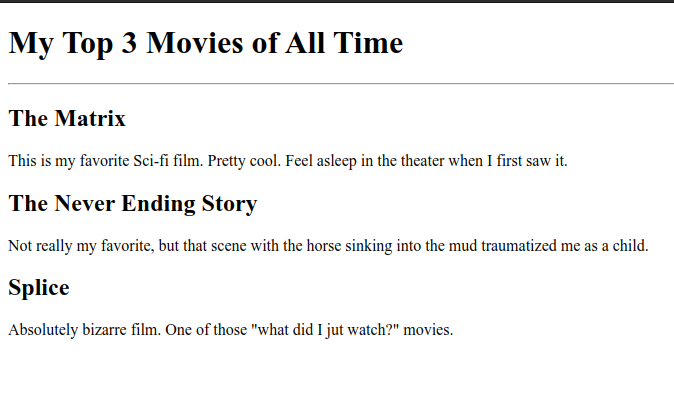 My Top 3 Movies of All Time
The Matrix
This is my favorite Sci-fi film. Pretty cool. Feel asleep in the theater when I first saw it.
The Never Ending Story
Not really my favorite, but that scene with the horse sinking into the mud traumatized me as a child.
Splice
Absolutely bizarre film. One of those "what did I jut watch?" movies.